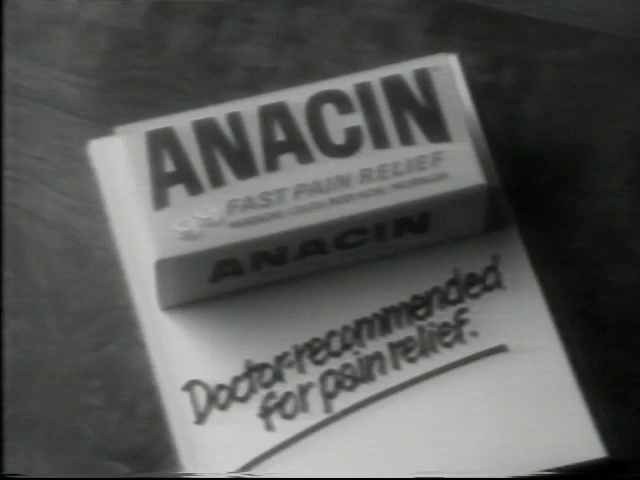 ANACIN
FAST PAIN RELIEF
ANACIN
Doctor-recommended
for pain relief.